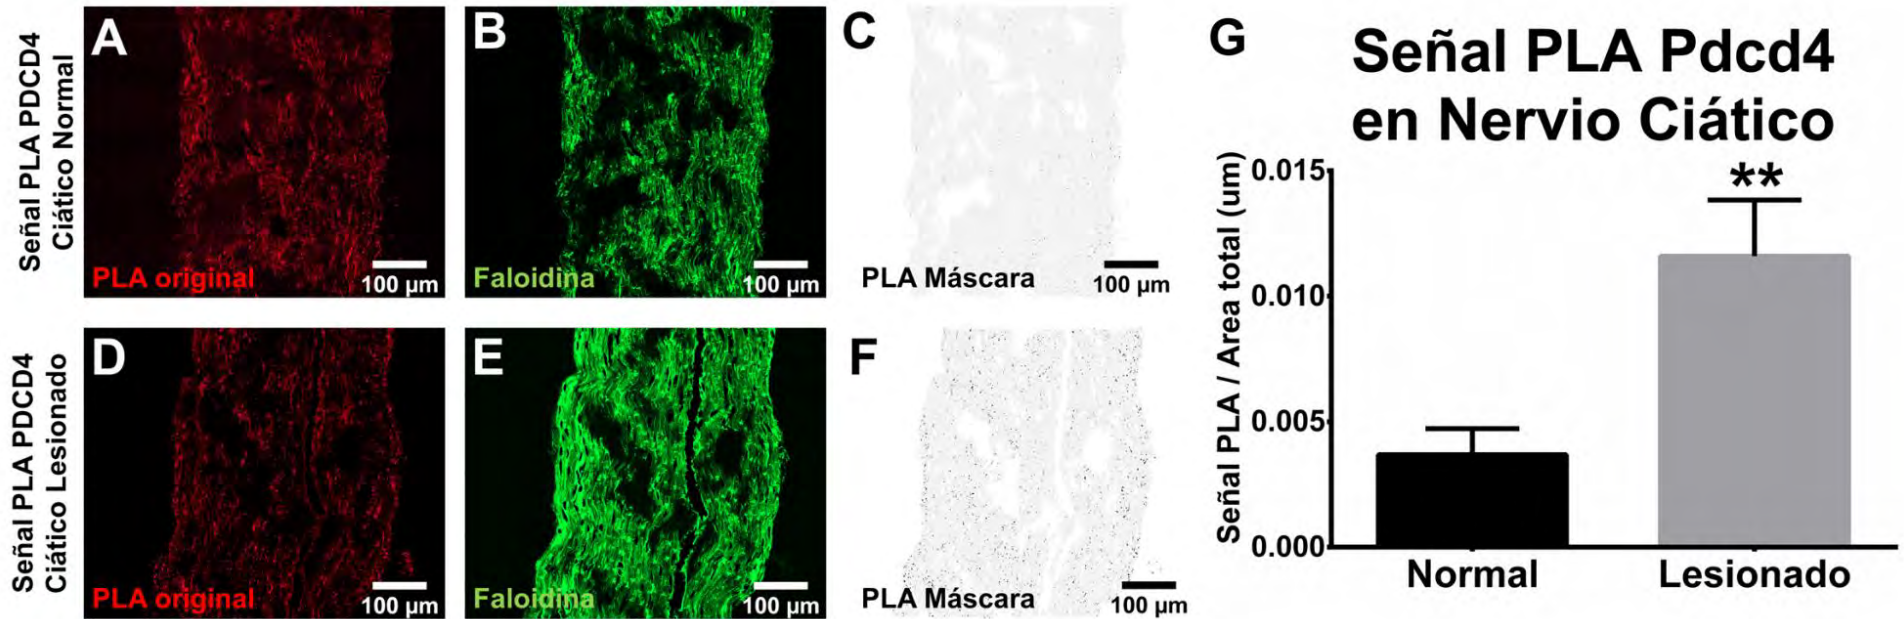 Señal PLA PDCD4
Ciático Normal
A
PLA original
100 µm
B
Faloidina
100 µm
C
PLA Máscara
100 µm
Señal PLA PDCD4
Ciático Lesionado
D
PLA original
100 µm
E
Faloidina
100 µm
F
PLA Máscara
100 µm
G
Señal PLA Pdcd4
en Nervio Ciático
Señal PLA / Area total (um)
0.015
0.010
0.005
0.000
**
Normal
Lesionado